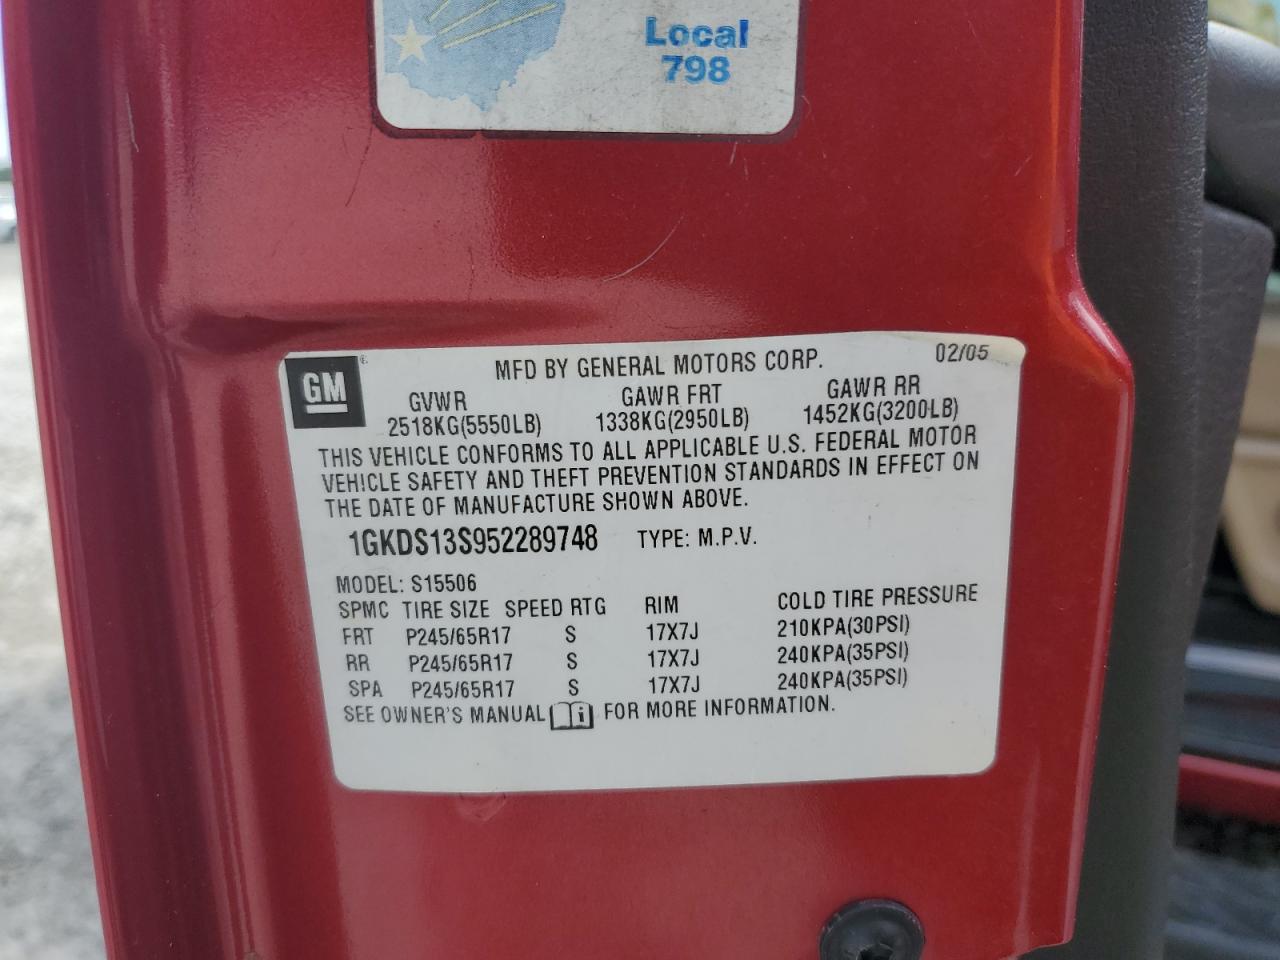 Local
798
GM
MFD BY GENERAL MOTORS CORP. 02/05
GVWR GAWR FRT GAWR RR
2518KG(5550LB) 1338KG(2950LB) 1452KG(3200LB)
THIS VEHICLE CONFORMS TO ALL APPLICABLE U.S. FEDERAL MOTOR
VEHICLE SAFETY AND THEFT PREVENTION STANDARDS IN EFFECT ON
THE DATE OF MANUFACTURE SHOWN ABOVE.
1GKDS13S952289748 TYPE: M.P.V.
MODEL: S15506
SPMC TIRE SIZE SPEED RTG RIM COLD TIRE PRESSURE
FRT P245/65R17 S 17X7J 210KPA(30PSI)
RR P245/65R17 S 17X7J 240KPA(35PSI)
SPA P245/65R17 S 17X7J 240KPA(35PSI)
SEE OWNER'S MANUAL i FOR MORE INFORMATION.